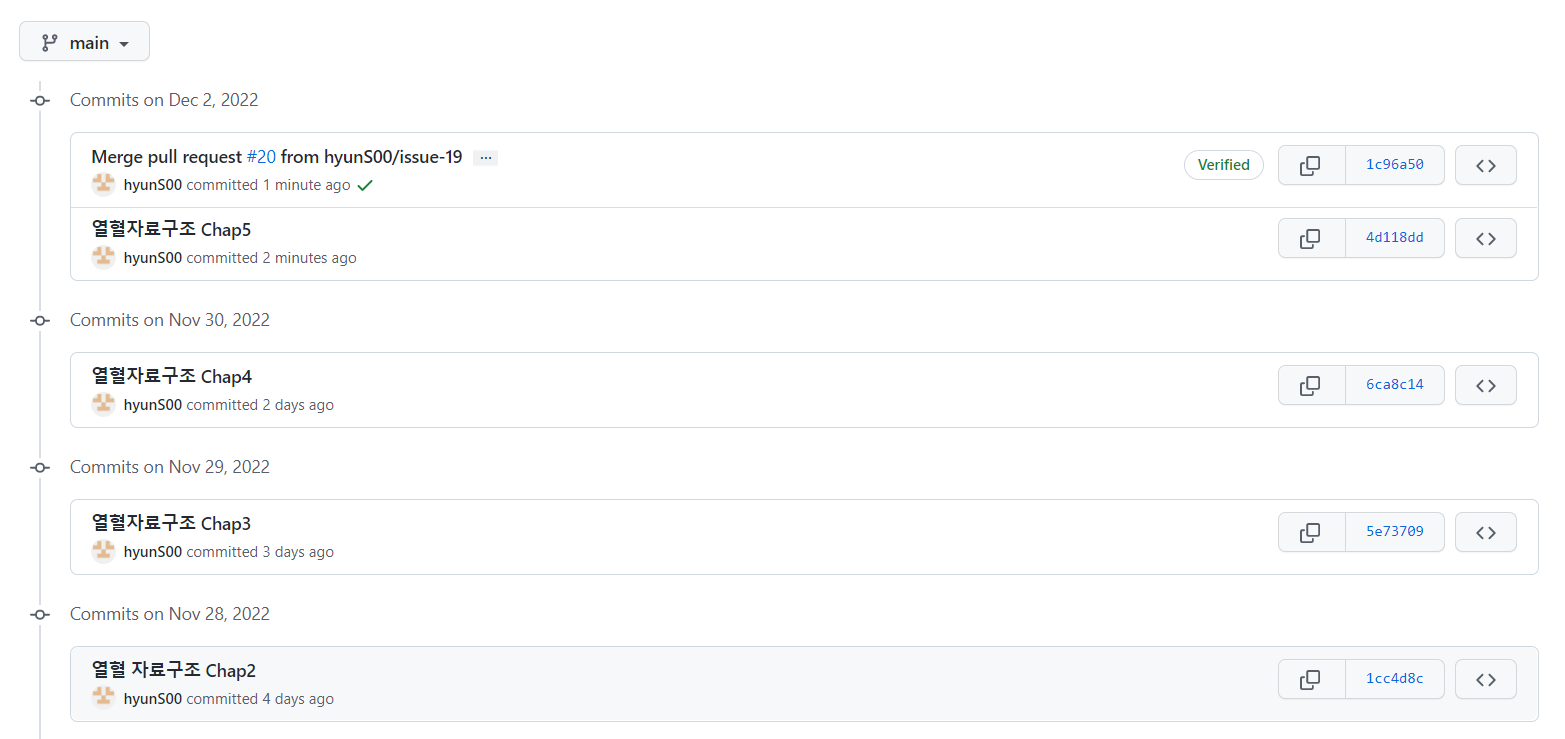 main
Commits on Dec 2, 2022
Merge pull request #20 from hyunS00/issue-19 ...
hyunS00 committed 1 minute ago
Verified
1c96a50
열혈자료구조 Chap5
hyunS00 committed 2 minutes ago
4d118dd
Commits on Nov 30, 2022
열혈자료구조 Chap4
hyunS00 committed 2 days ago
6ca8c14
Commits on Nov 29, 2022
열혈자료구조 Chap3
hyunS00 committed 3 days ago
5e73709
Commits on Nov 28, 2022
열혈 자료구조 Chap2
hyunS00 committed 4 days ago
1cc4d8c